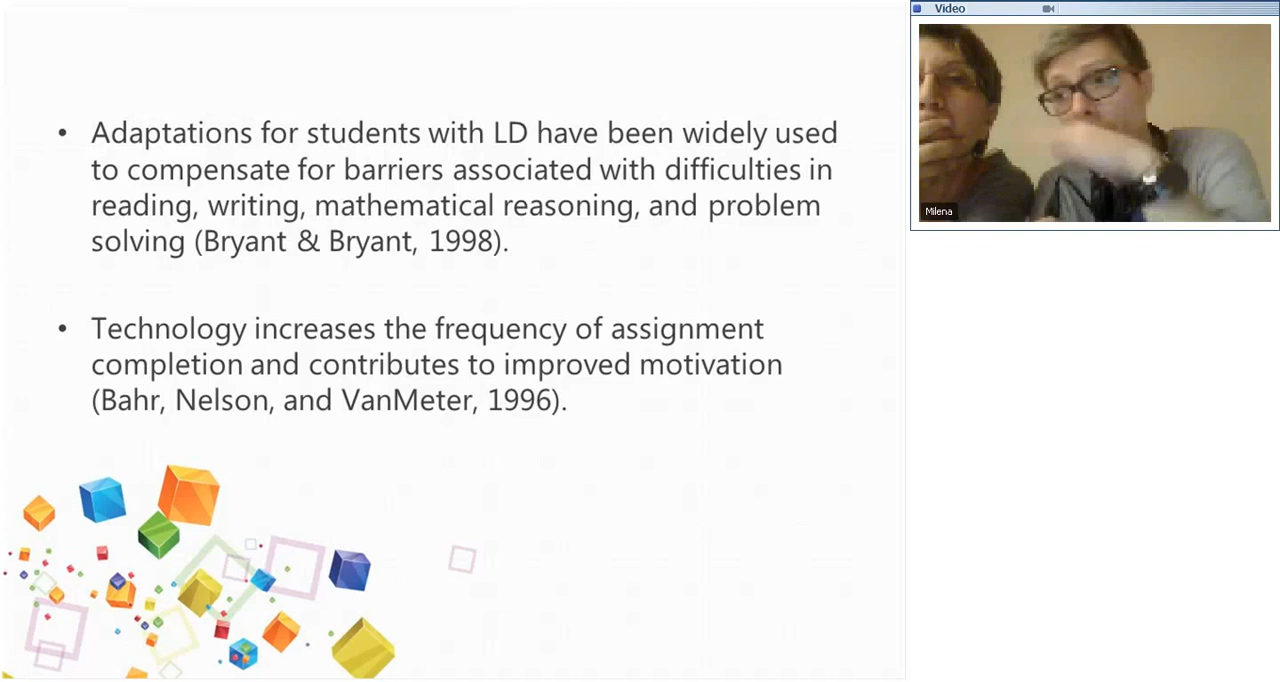 • Adaptations for students with LD have been widely used
to compensate for barriers associated with difficulties in
reading, writing, mathematical reasoning, and problem
solving (Bryant & Bryant, 1998).
• Technology increases the frequency of assignment
completion and contributes to improved motivation
(Bahr, Nelson, and VanMeter, 1996).
Video
Milena